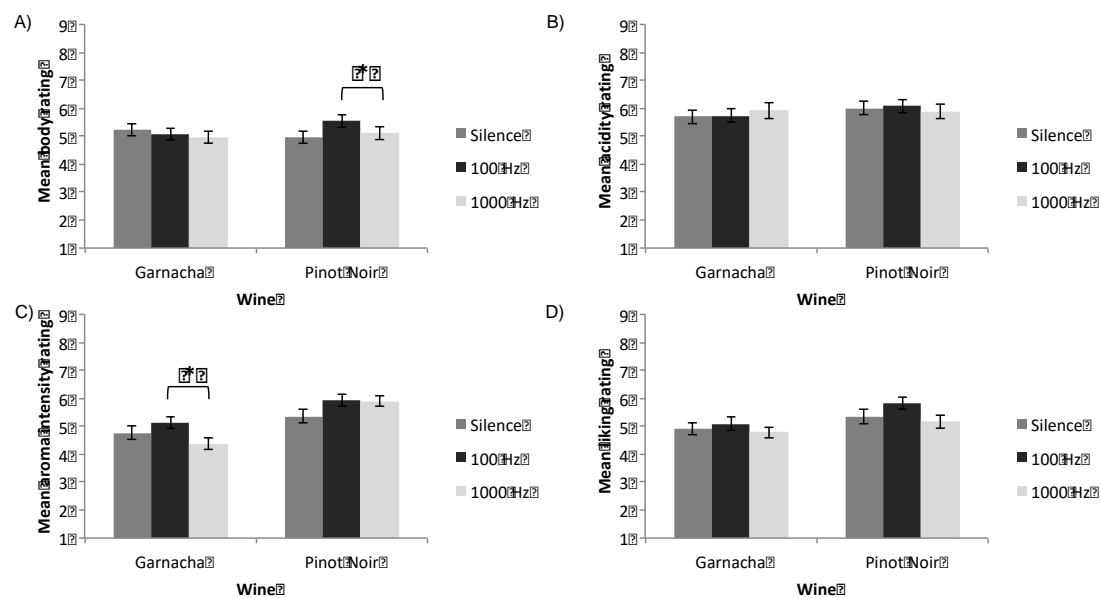 A)
Mean body rating
9
8
7
6
5
4
3
2
1
*
Silence
100 Hz
1000 Hz
Garnacha
Pinot Noir
Wine
B)
Mean acidity rating
9
8
7
6
5
4
3
2
1
Silence
100 Hz
1000 Hz
Garnacha
Pinot Noir
Wine
C)
Mean aroma intensity rating
9
8
7
6
5
4
3
2
1
*
Silence
100 Hz
1000 Hz
Garnacha
Pinot Noir
Wine
D)
Mean liking rating
9
8
7
6
5
4
3
2
1
Silence
100 Hz
1000 Hz
Garnacha
Pinot Noir
Wine